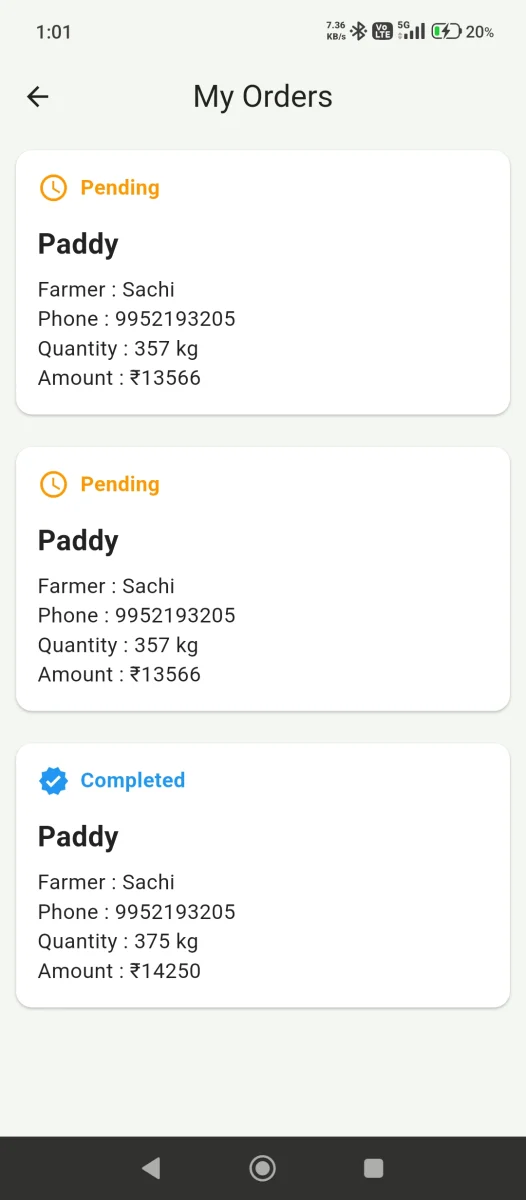 1:01
7.36 KB/s Vo LTE 5G 20%
My Orders
Pending
Paddy
Farmer : Sachi
Phone : 9952193205
Quantity : 357 kg
Amount : ₹13566
Pending
Paddy
Farmer : Sachi
Phone : 9952193205
Quantity : 357 kg
Amount : ₹13566
Completed
Paddy
Farmer : Sachi
Phone : 9952193205
Quantity : 375 kg
Amount : ₹14250